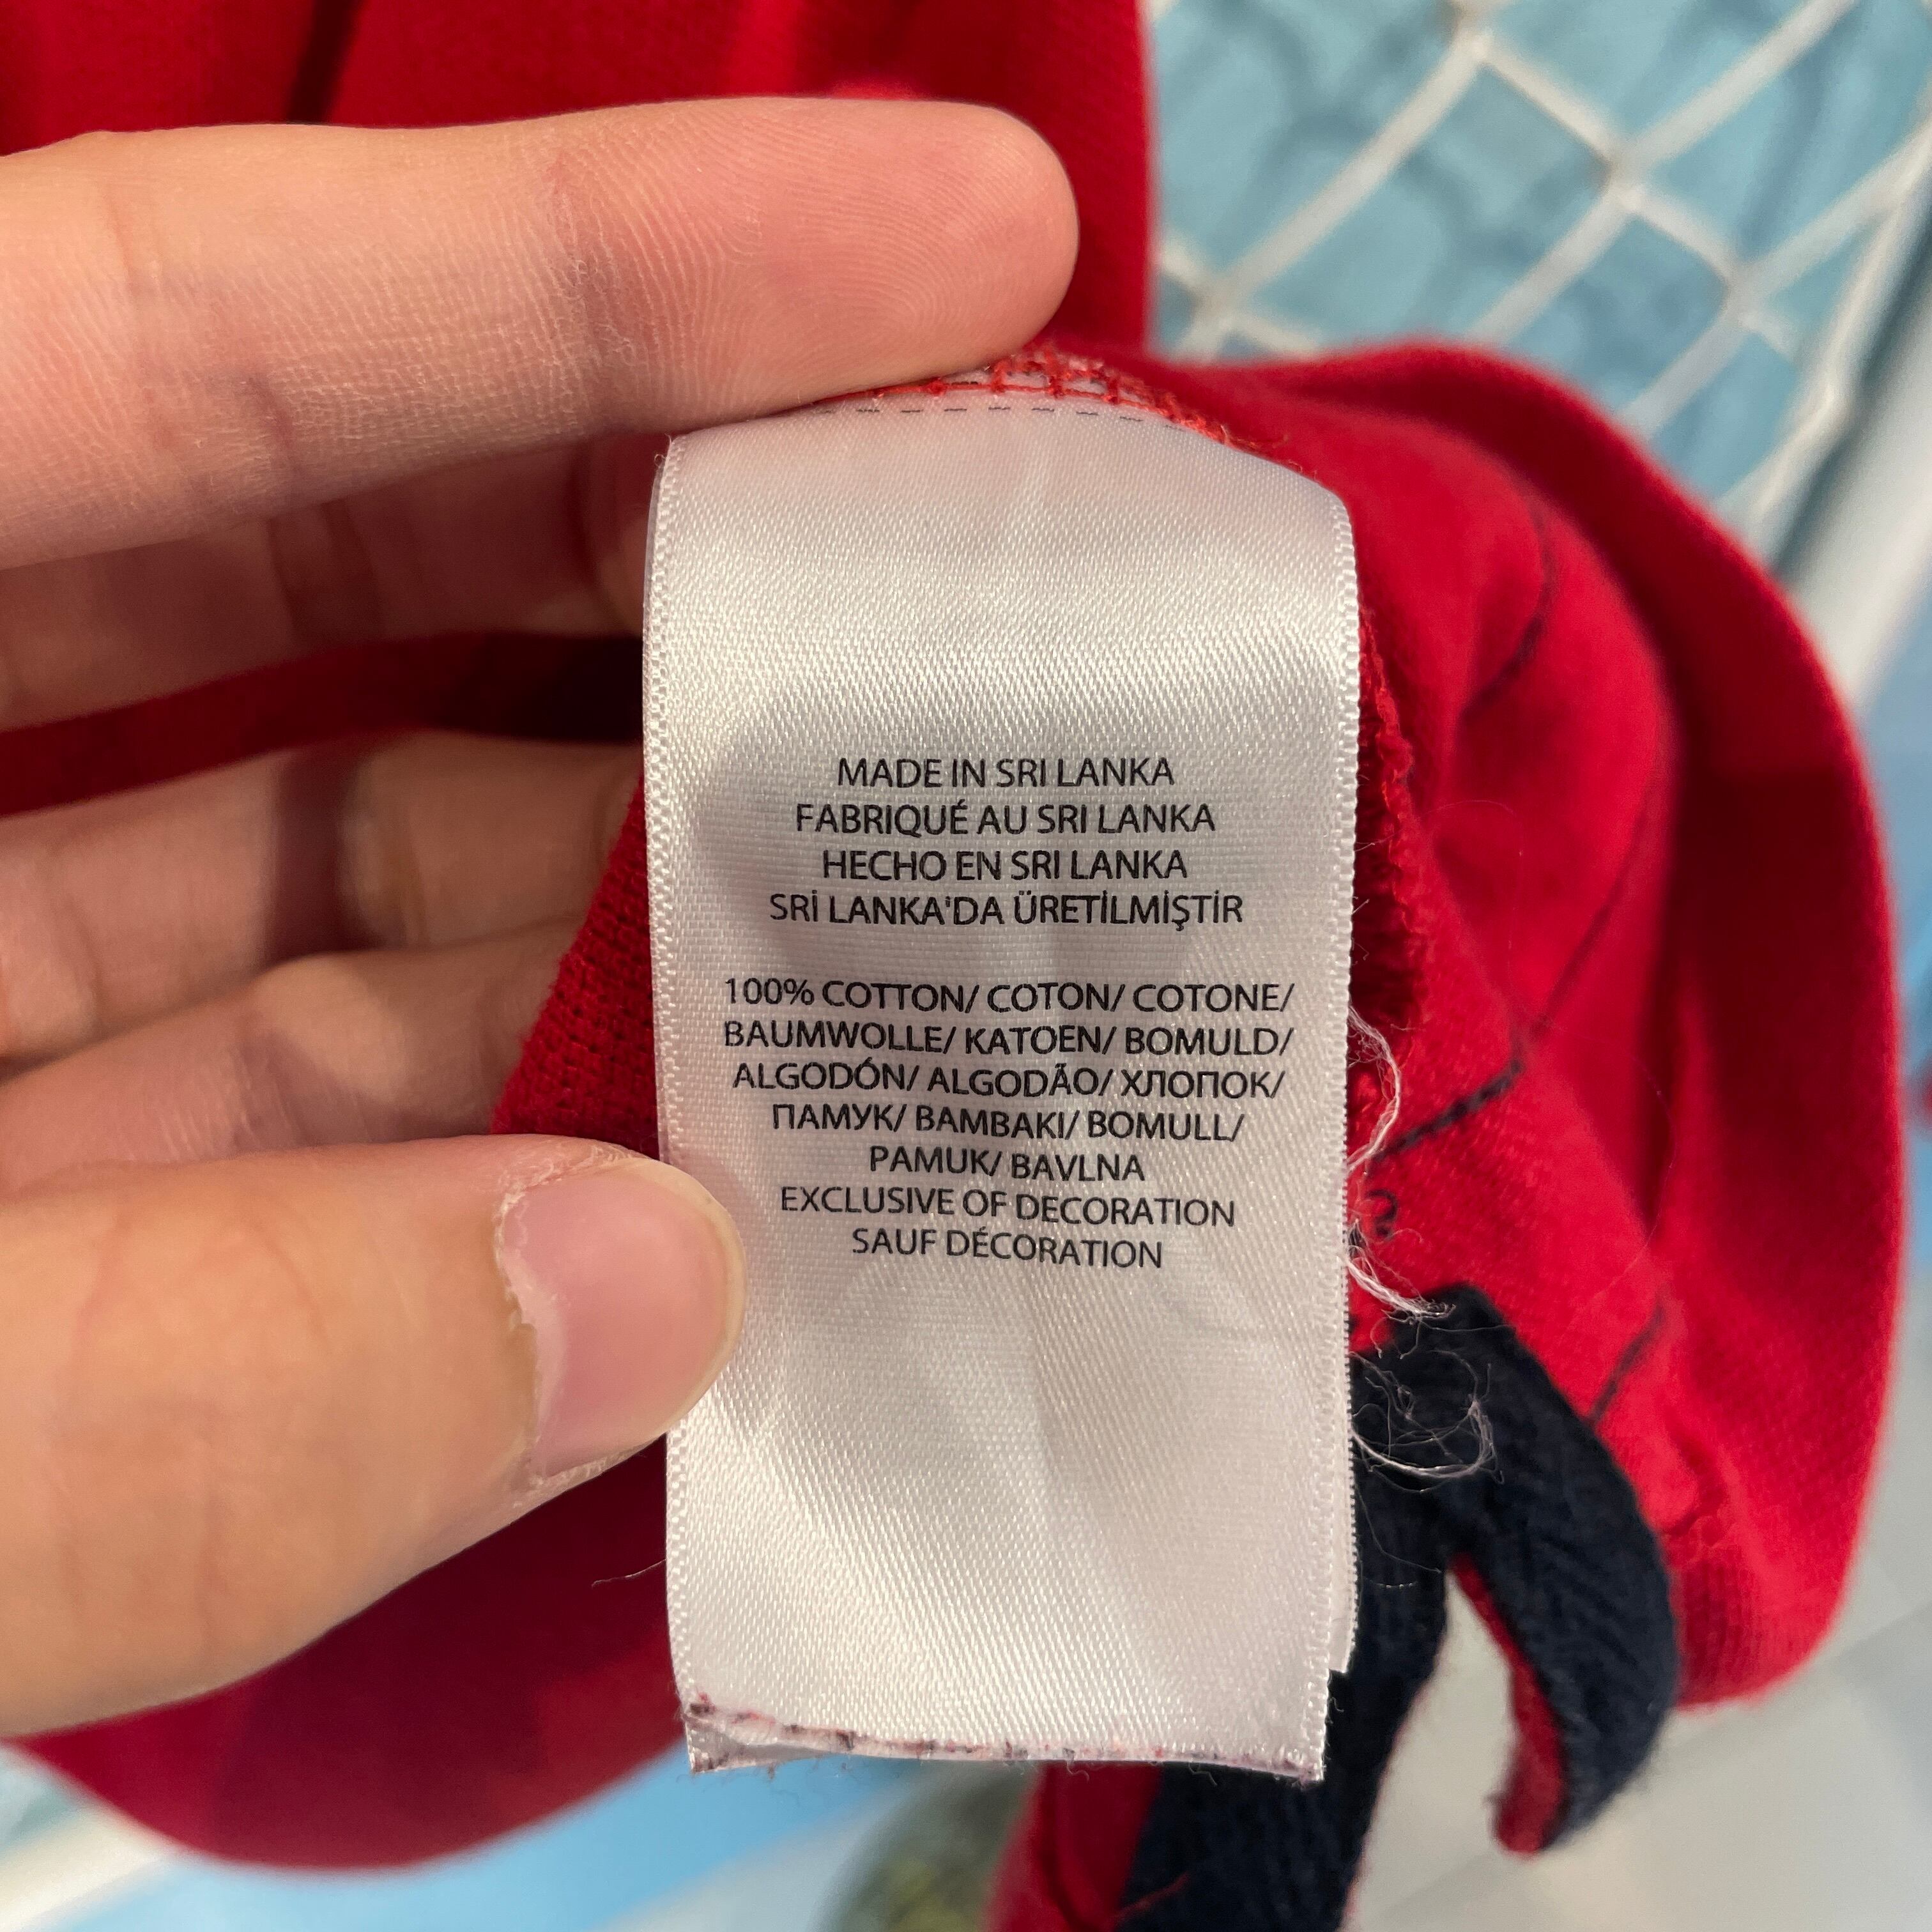 MADE IN SRI LANKA
FABRIQUÉ AU SRI LANKA
HECHO EN SRI LANKA
SRİ LANKA'DA ÜRETİLMİŞTİR
100% COTTON/ COTON/ COTONE/
BAUMWOLLE/ KATOEN/ BOMULD/
ALGODÓN/ ALGODÃO/ ХЛОПОК/
ПАМУК/ BAMBAKI/ BOMULL/
PAMUK/ BAVLNA
EXCLUSIVE OF DECORATION
SAUF DÉCORATION